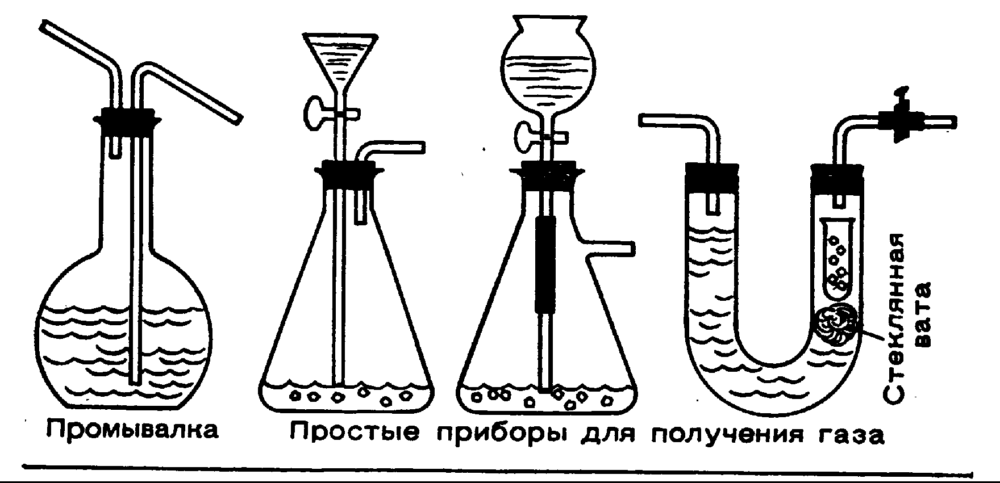 Стеклянная
вата
Промывалка
Простые приборы для получения газа